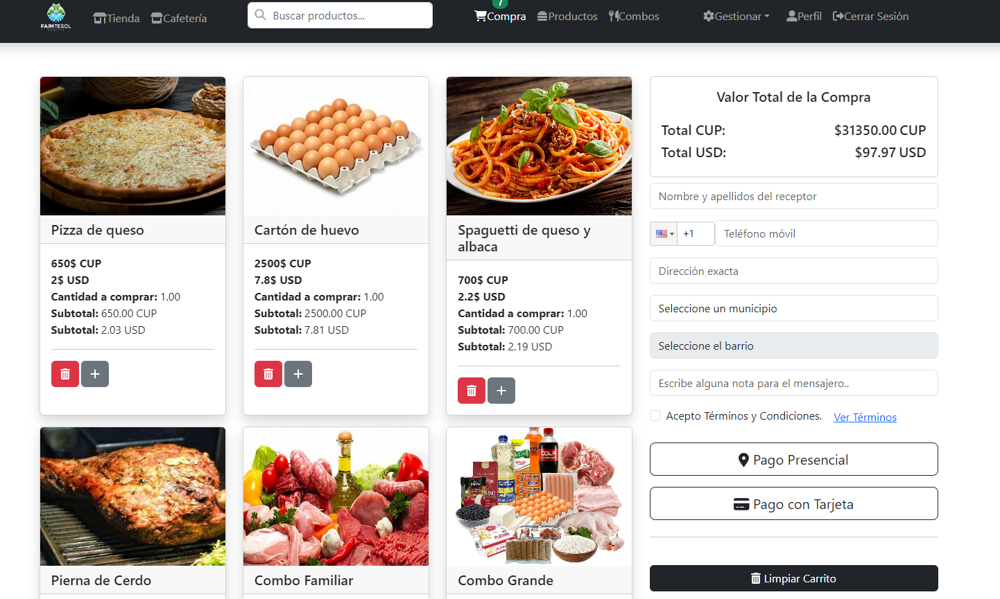 FARITESOL
Tienda
Cafetería
Buscar productos...
7
Compra
Productos
Combos
Gestionar
Perfil
Cerrar Sesión
Pizza de queso
650$ CUP
2$ USD
Cantidad a comprar: 1.00
Subtotal: 650.00 CUP
Subtotal: 2.03 USD
Cartón de huevo
2500$ CUP
7.8$ USD
Cantidad a comprar: 1.00
Subtotal: 2500.00 CUP
Subtotal: 7.81 USD
Spaguetti de queso y
albaca
700$ CUP
2.2$ USD
Cantidad a comprar: 1.00
Subtotal: 700.00 CUP
Subtotal: 2.19 USD
Pierna de Cerdo
Combo Familiar
Combo Grande
Valor Total de la Compra
Total CUP: $31350.00 CUP
Total USD: $97.97 USD
Nombre y apellidos del receptor
+1 Teléfono móvil
Dirección exacta
Seleccione un municipio
Seleccione el barrio
Escribe alguna nota para el mensajero..
Acepto Términos y Condiciones. Ver Términos
Pago Presencial
Pago con Tarjeta
Limpiar Carrito